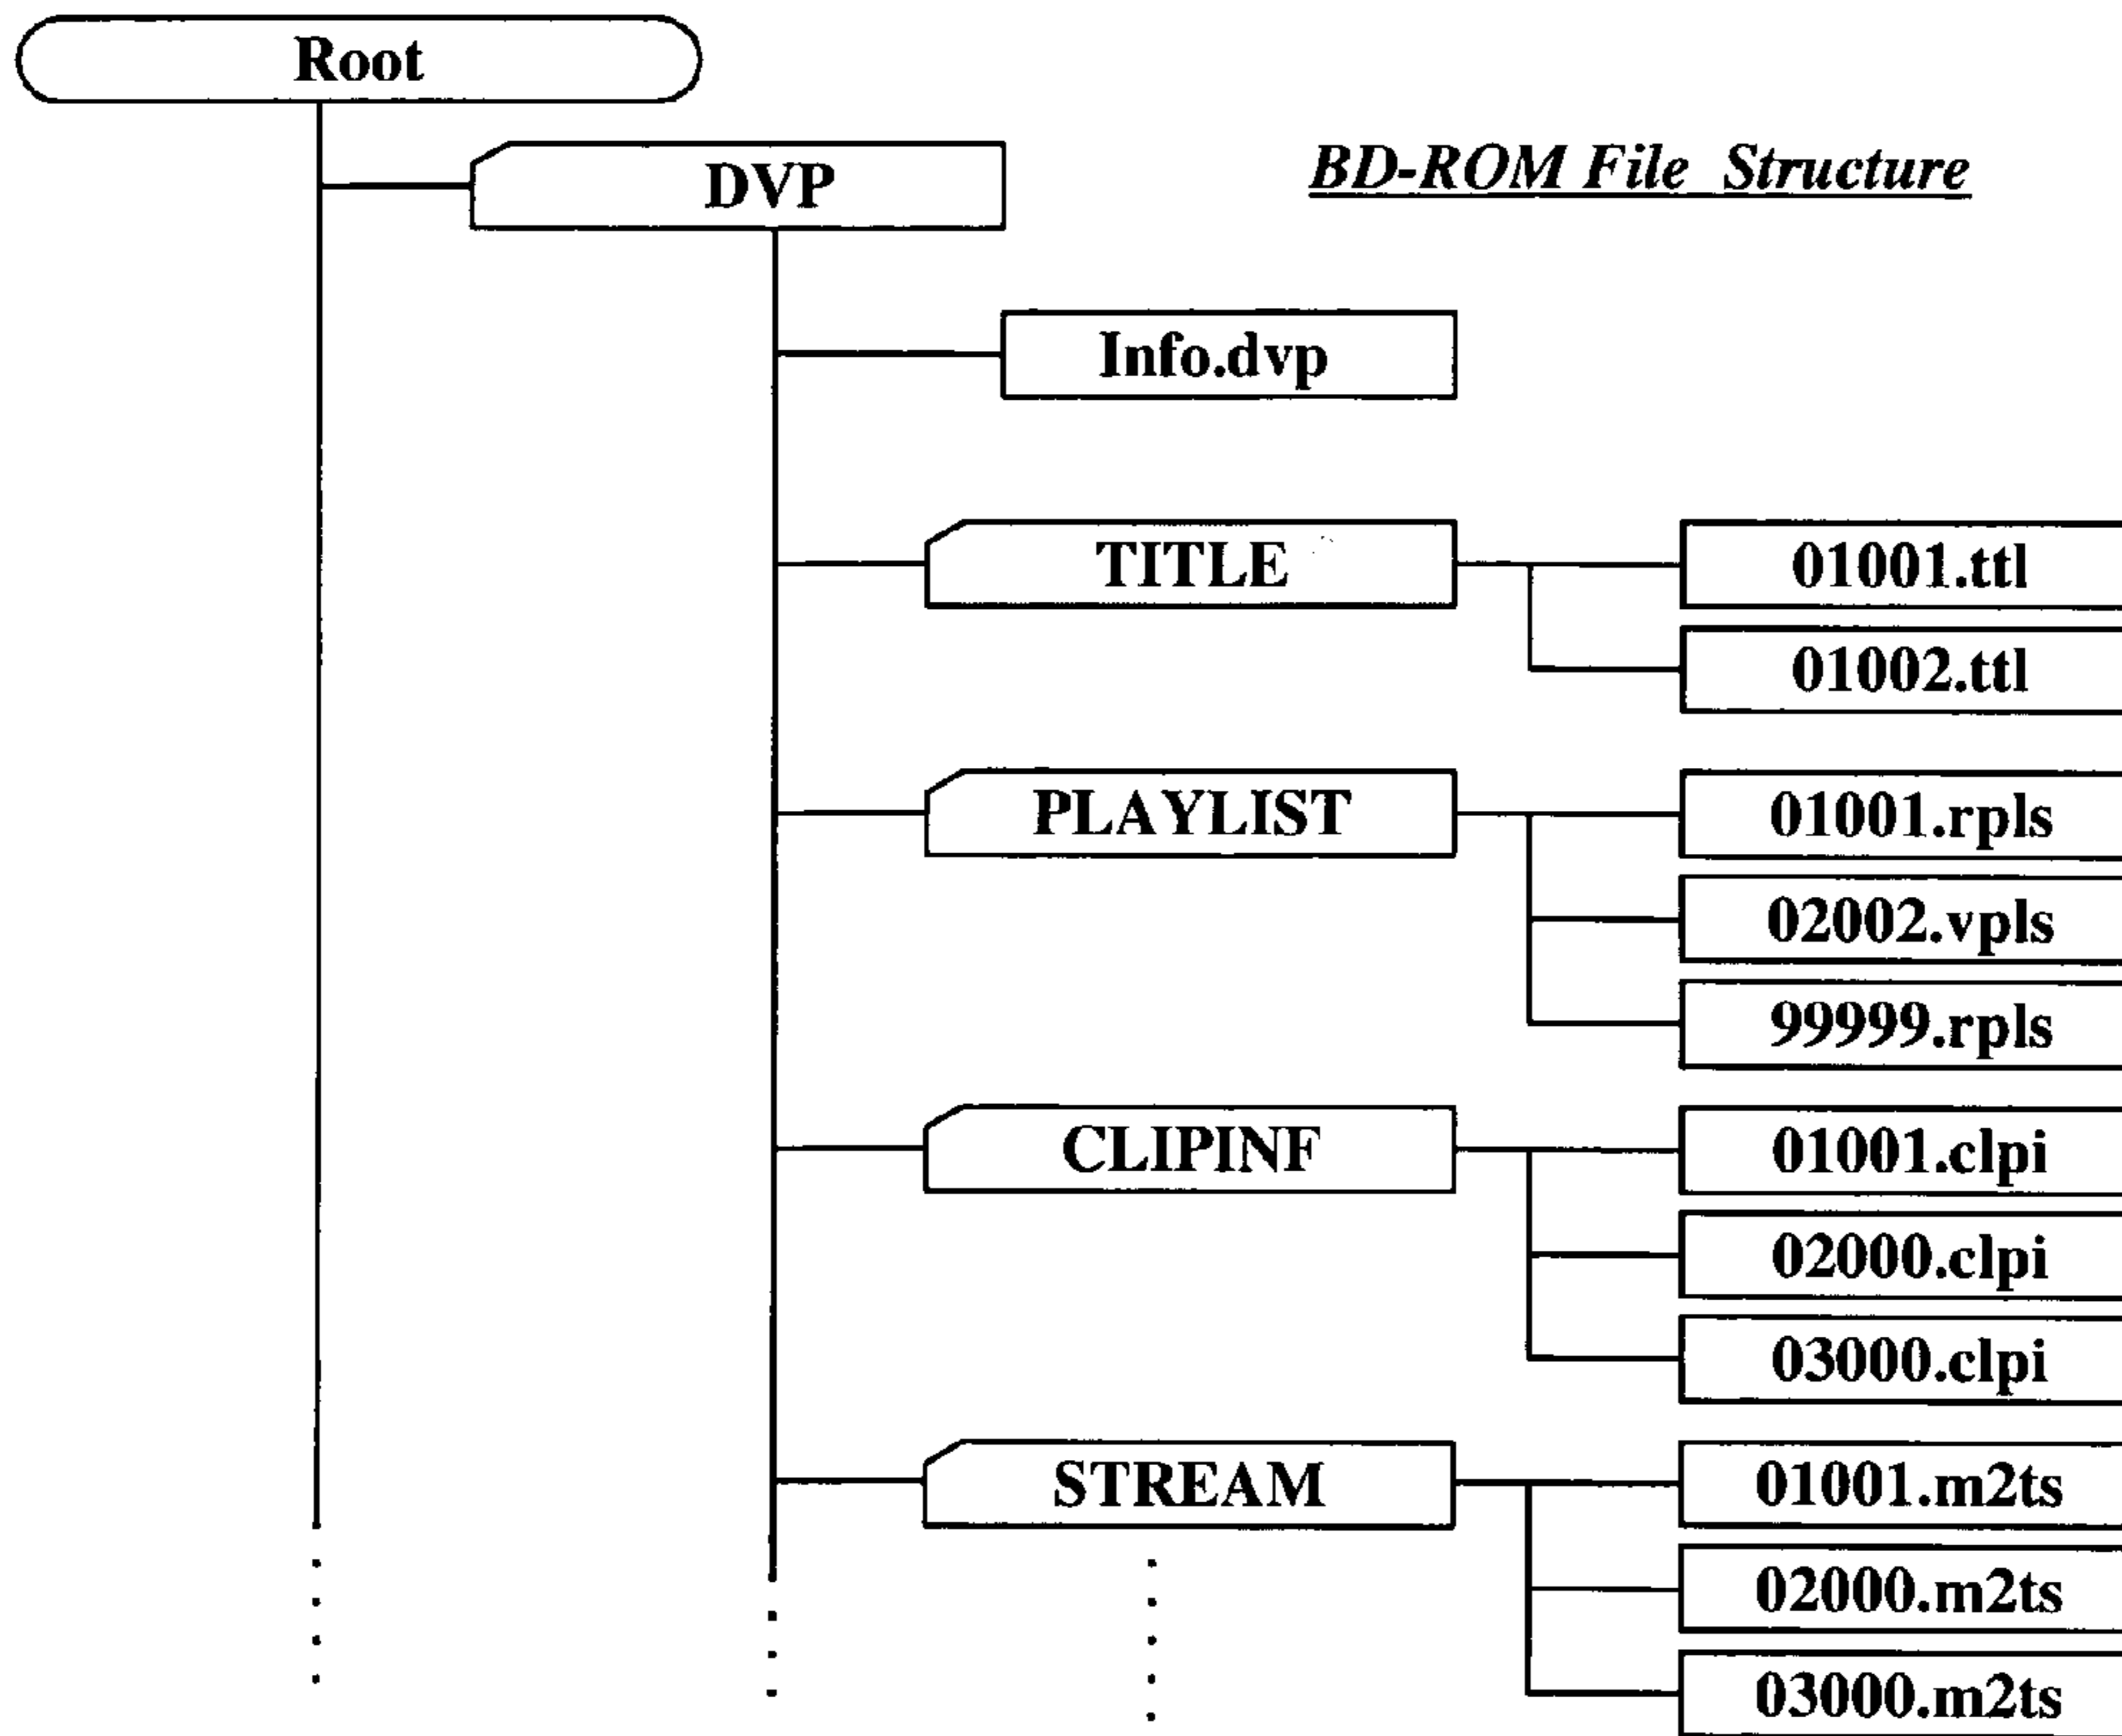 Root
DVP
BD-ROM File Structure
Info.dvp
TITLE
01001.ttl
01002.ttl
PLAYLIST
01001.rpls
02002.vpls
99999.rpls
CLIPINF
01001.clpi
02000.clpi
03000.clpi
STREAM
01001.m2ts
02000.m2ts
03000.m2ts